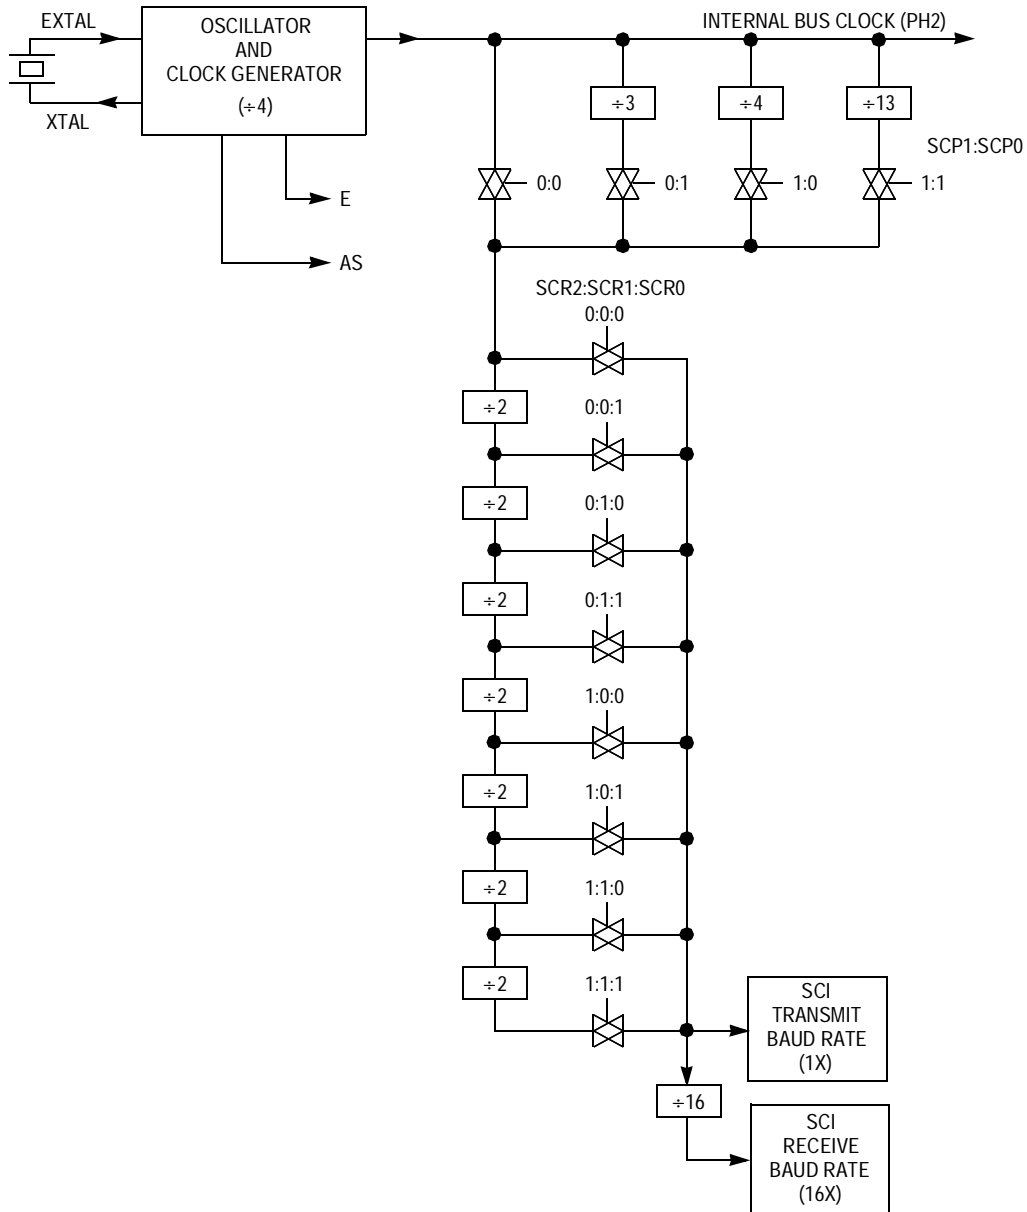 EXTAL
XTAL
OSCILLATOR
AND
CLOCK GENERATOR
(÷4)
E
AS
INTERNAL BUS CLOCK (PH2)
÷3
÷4
÷13
SCP1:SCP0
0:0
0:1
1:0
1:1
SCR2:SCR1:SCR0
0:0:0
÷2
0:0:1
÷2
0:1:0
÷2
0:1:1
÷2
1:0:0
÷2
1:0:1
÷2
1:1:0
÷2
1:1:1
SCI
TRANSMIT
BAUD RATE
(1X)
÷16
SCI
RECEIVE
BAUD RATE
(16X)